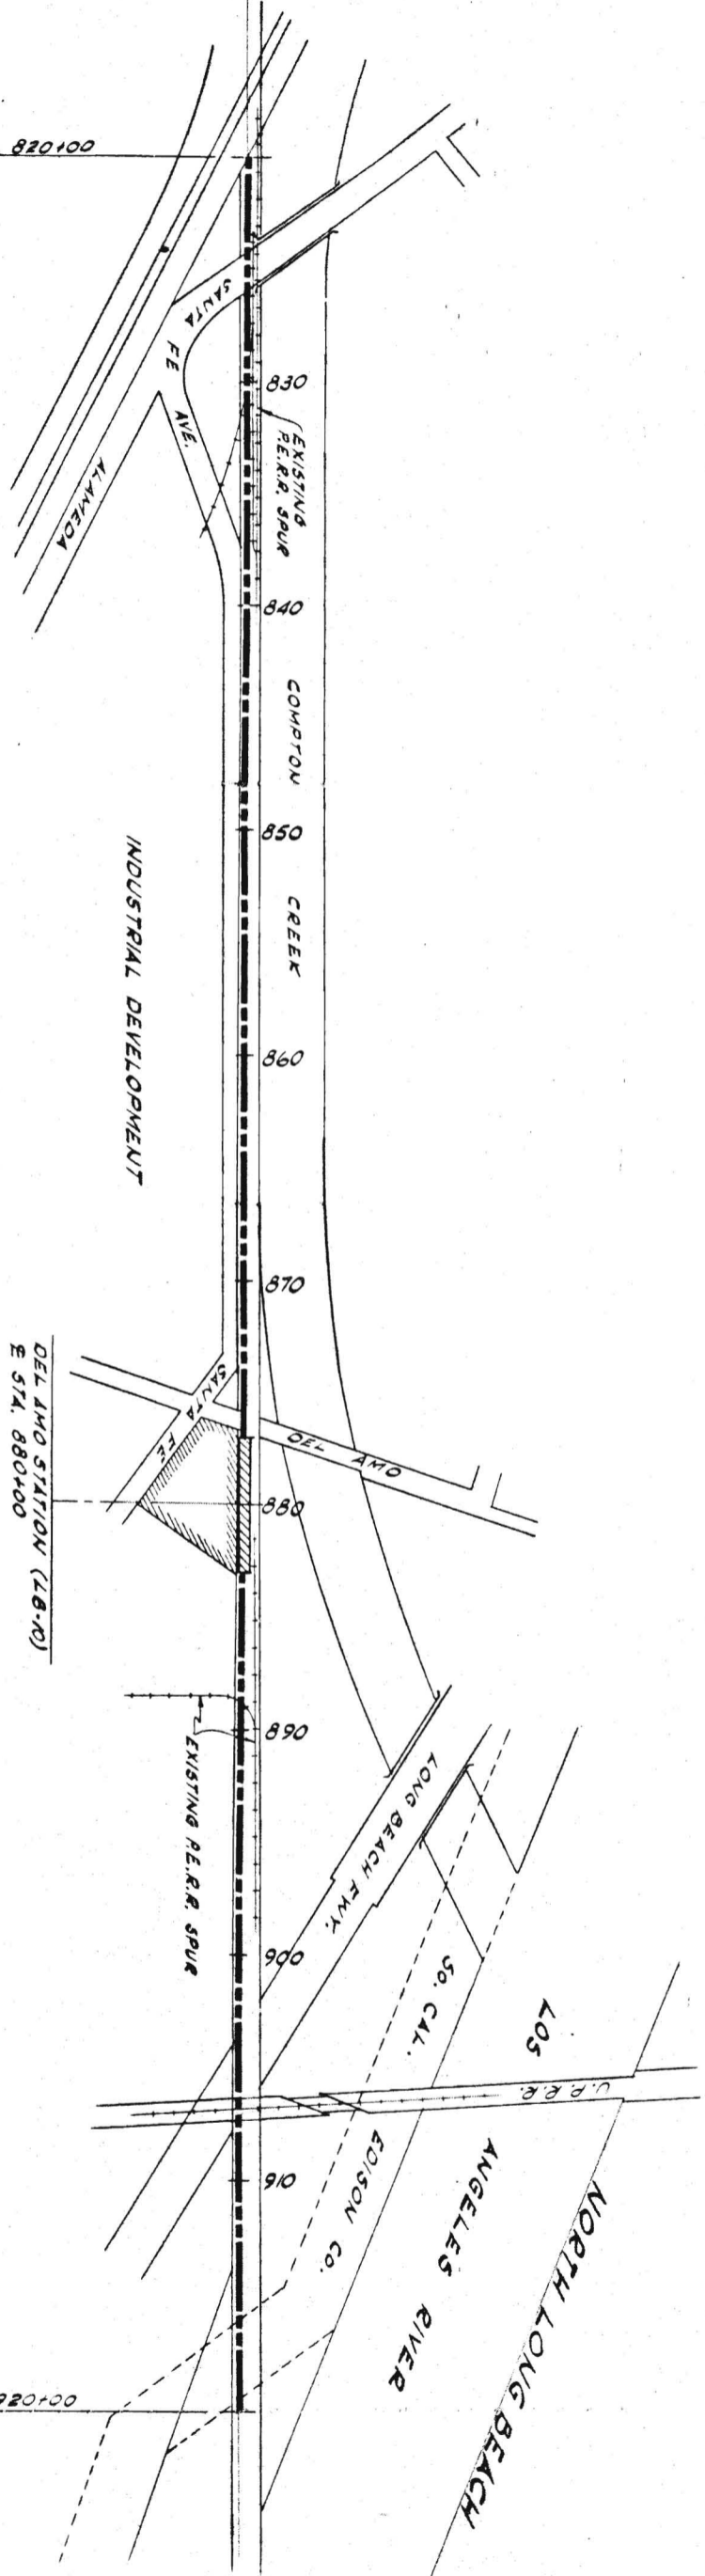 820+00
SANTA
FE
AVE.
ALAMEDA
830
EXISTING
P.E.R.R. SPUR
840
COMPTON CREEK
850
INDUSTRIAL DEVELOPMENT
860
870
SANTA FE
DEL AMO
880
DEL AMO STATION (LB-10)
℄ STA. 880+00
890
EXISTING P.E.R.R. SPUR
LONG BEACH FWY.
900
SO. CAL. EDISON CO.
LOS ANGELES RIVER
U.P.R.R.
910
NORTH LONG BEACH
920+00